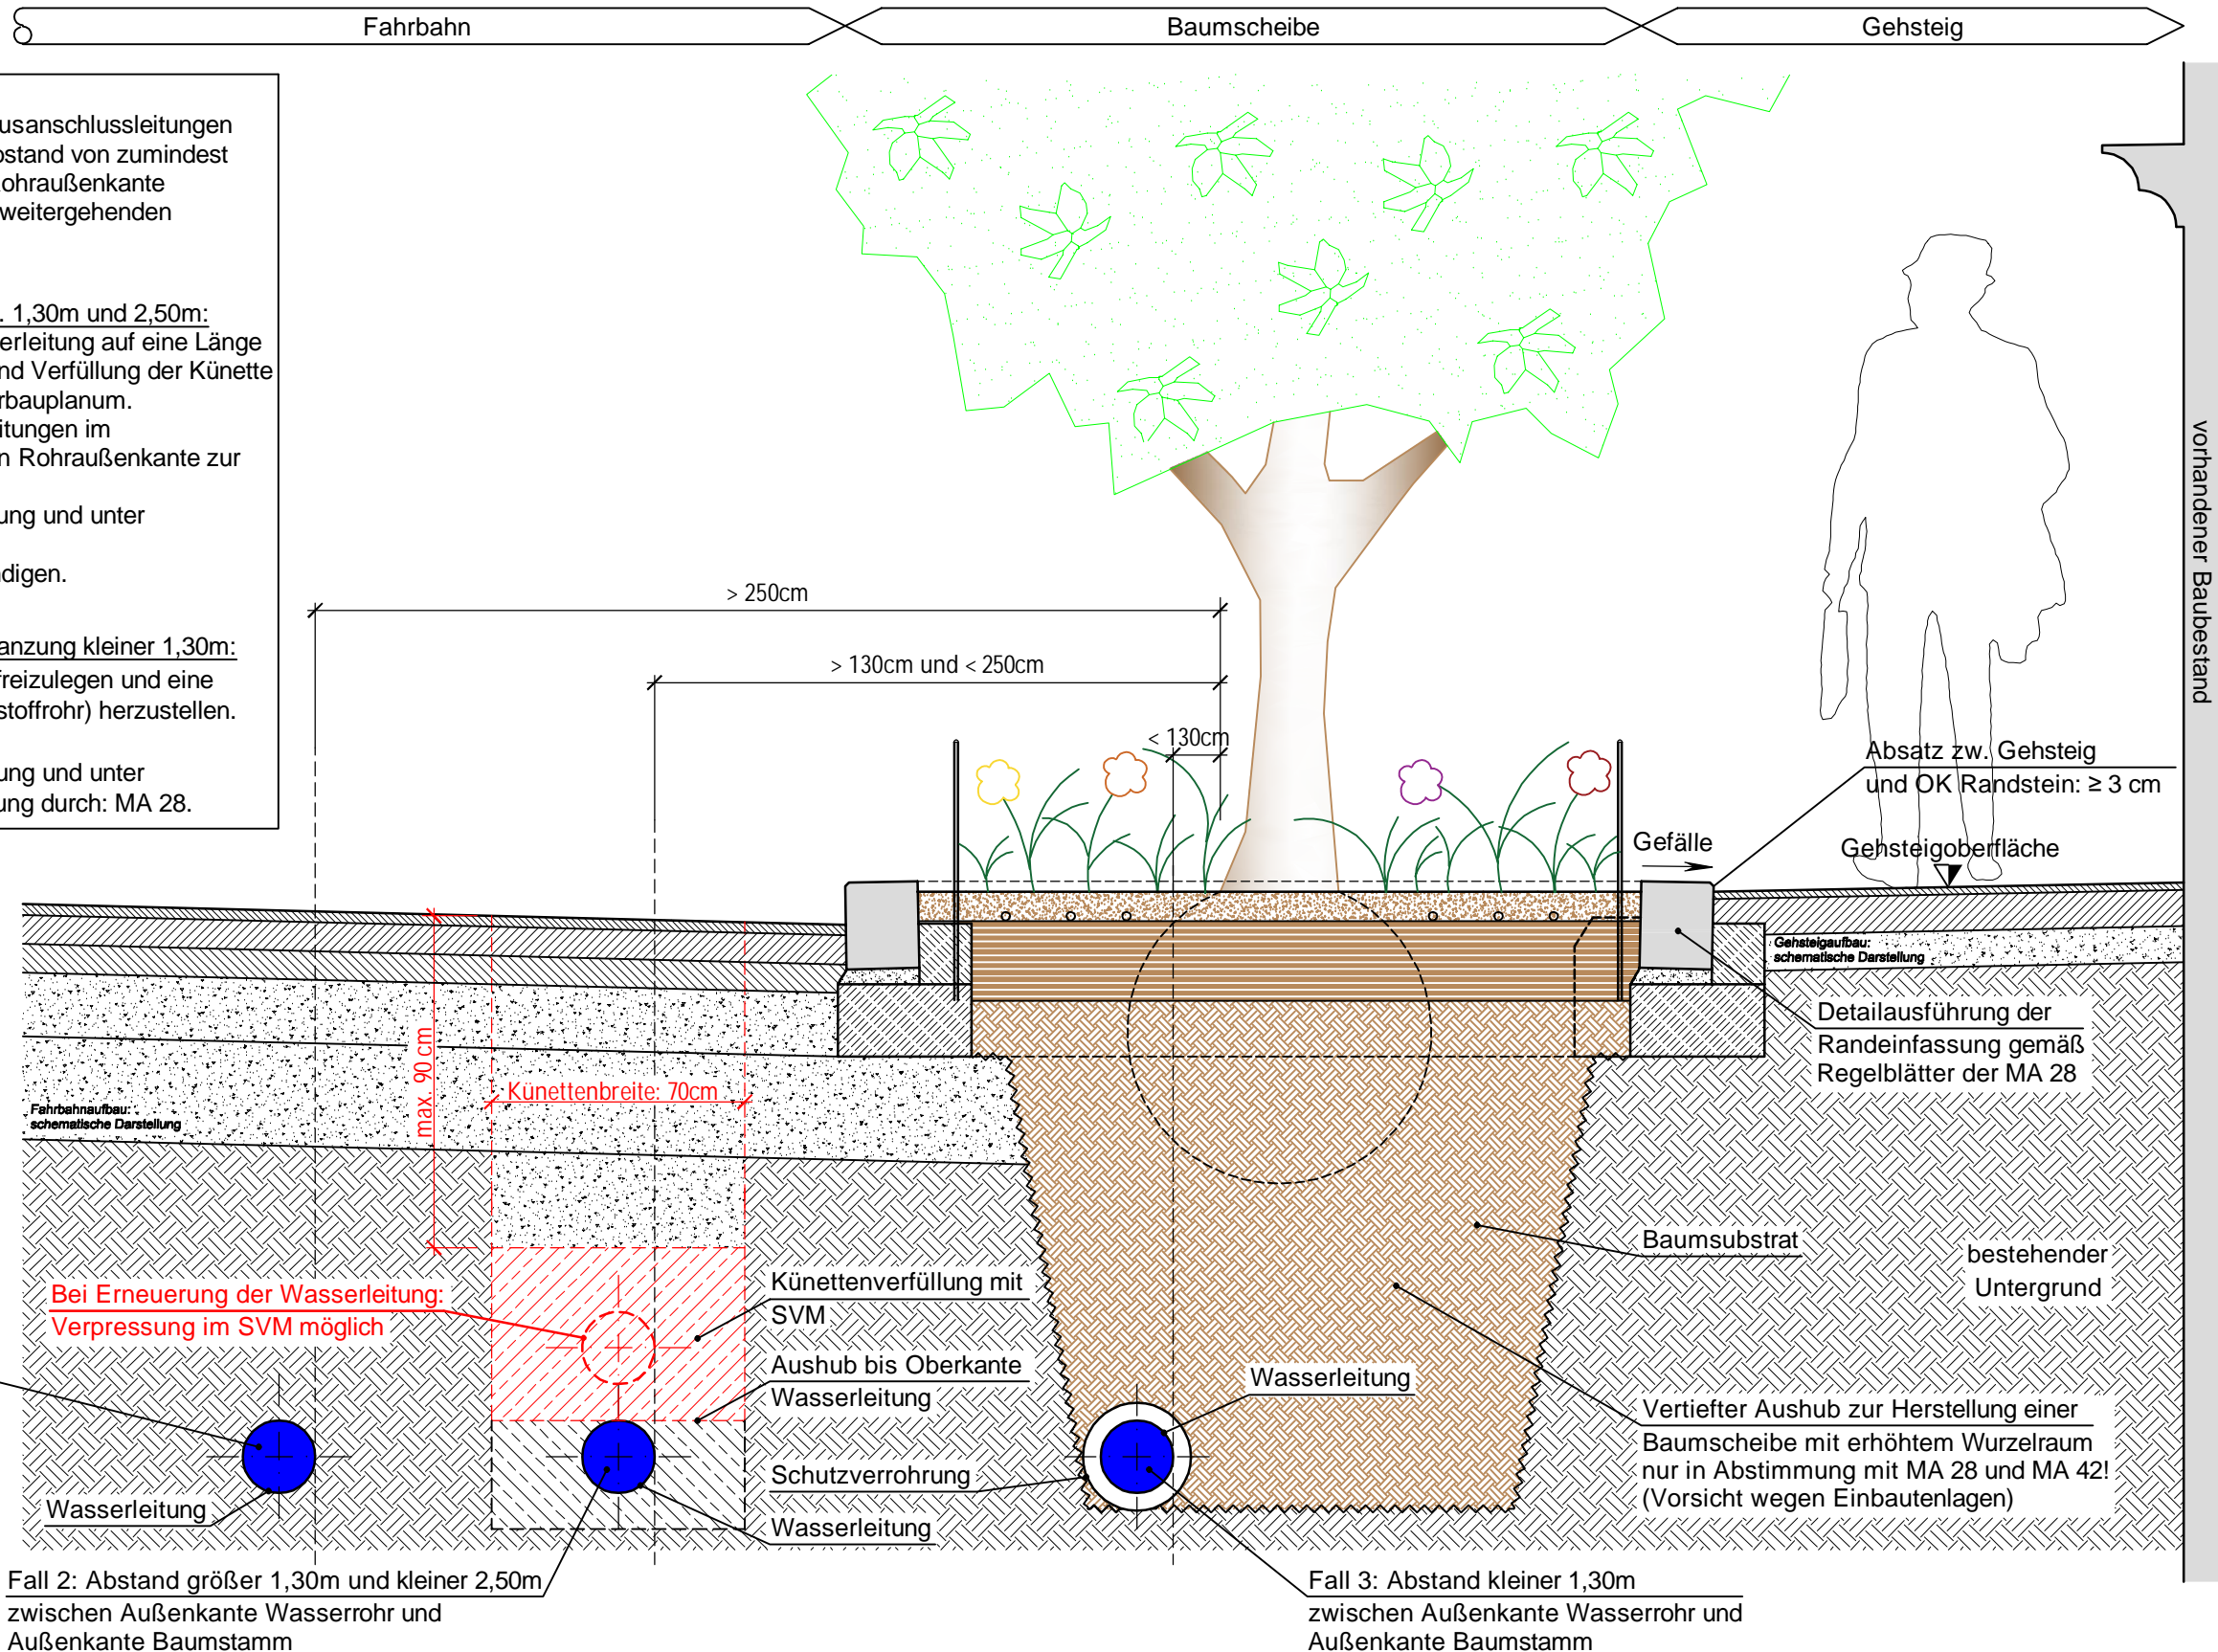 Fahrbahn
Baumscheibe
Gehsteig
usanschlussleitungen
ostand von zumindest
ohraußenkante
weitergehenden
. 1,30m und 2,50m:
erleitung auf eine Länge
nd Verfüllung der Künette
rbauplanum.
itungen im
n Rohraußenkante zur
ung und unter
digen.
anzung kleiner 1,30m:
freizulegen und eine
stoffrohr) herzustellen.
ung und unter
ung durch: MA 28.
vorhandener Baubestand
> 250cm
> 130cm und < 250cm
< 130cm
Absatz zw. Gehsteig
und OK Randstein: ≥ 3 cm
Gefälle
Gehsteigoberfläche
Gehsteigaufbau:
schematische Darstellung
Detailausführung der
Randeinfassung gemäß
Regelblätter der MA 28
max. 90 cm
Künettenbreite: 70cm
Fahrbahnaufbau:
schematische Darstellung
Baumsubstrat
bestehender
Untergrund
Bei Erneuerung der Wasserleitung:
Verpressung im SVM möglich
Künettenverfüllung mit
SVM
Aushub bis Oberkante
Wasserleitung
Wasserleitung
Vertiefter Aushub zur Herstellung einer
Baumscheibe mit erhöhtem Wurzelraum
nur in Abstimmung mit MA 28 und MA 42!
(Vorsicht wegen Einbautenlagen)
Schutzverrohrung
Wasserleitung
Wasserleitung
Fall 2: Abstand größer 1,30m und kleiner 2,50m
zwischen Außenkante Wasserrohr und
Außenkante Baumstamm
Fall 3: Abstand kleiner 1,30m
zwischen Außenkante Wasserrohr und
Außenkante Baumstamm